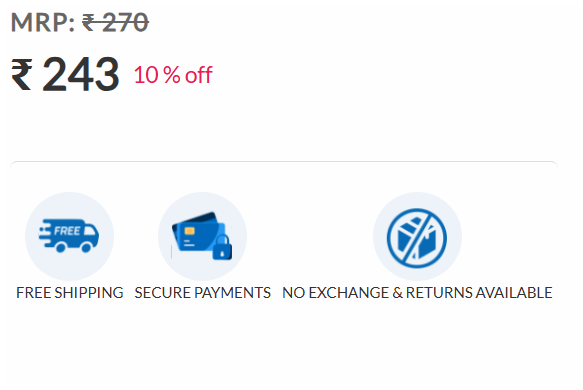 MRP: ₹ 270
₹ 243 10 % off
FREE
FREE SHIPPING SECURE PAYMENTS NO EXCHANGE & RETURNS AVAILABLE